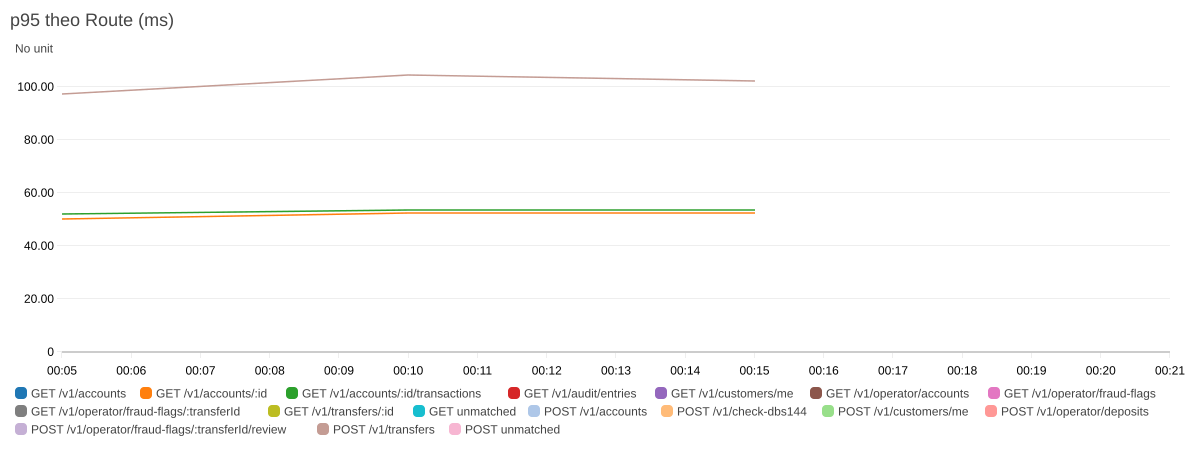 p95 theo Route (ms)
No unit
100.00
80.00
60.00
40.00
20.00
0
00:05 00:06 00:07 00:08 00:09 00:10 00:11 00:12 00:13 00:14 00:15 00:16 00:17 00:18 00:19 00:20 00:21
GET /v1/accounts GET /v1/accounts/:id GET /v1/accounts/:id/transactions GET /v1/audit/entries GET /v1/customers/me GET /v1/operator/accounts GET /v1/operator/fraud-flags
GET /v1/operator/fraud-flags/:transferId GET /v1/transfers/:id GET unmatched POST /v1/accounts POST /v1/check-dbs144 POST /v1/customers/me POST /v1/operator/deposits
POST /v1/operator/fraud-flags/:transferId/review POST /v1/transfers POST unmatched